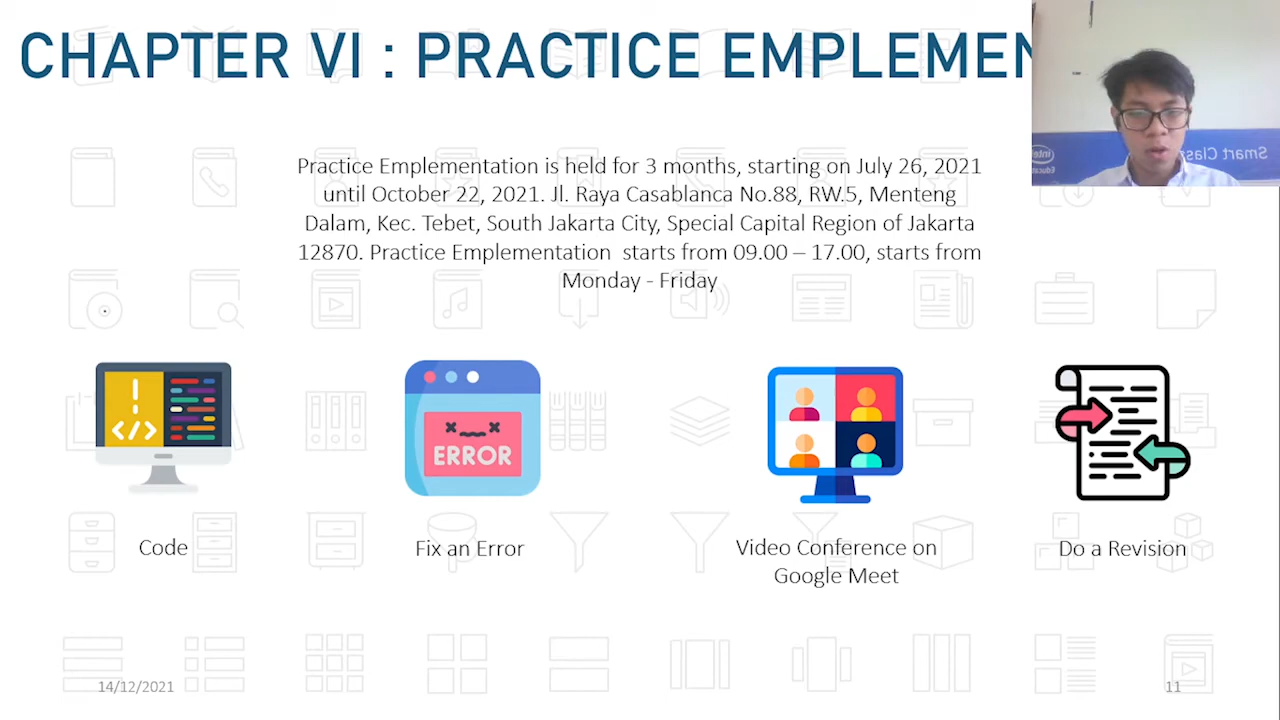 CHAPTER VI : PRACTICE EMPLEMEN
Practice Emplementation is held for 3 months, starting on July 26, 2021
until October 22, 2021. Jl. Raya Casablanca No.88, RW.5, Menteng
Dalam, Kec. Tebet, South Jakarta City, Special Capital Region of Jakarta
12870. Practice Emplementation starts from 09.00 – 17.00, starts from
Monday - Friday
intel
Educat
Smart Clas
ERROR
Code
Fix an Error
Video Conference on
Google Meet
Do a Revision
14/12/2021
11